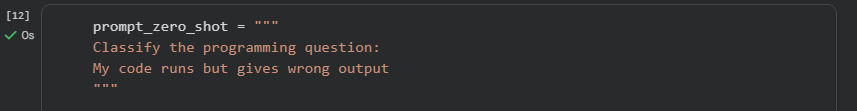 [12]
0s
prompt_zero_shot = """
Classify the programming question:
My code runs but gives wrong output
"""